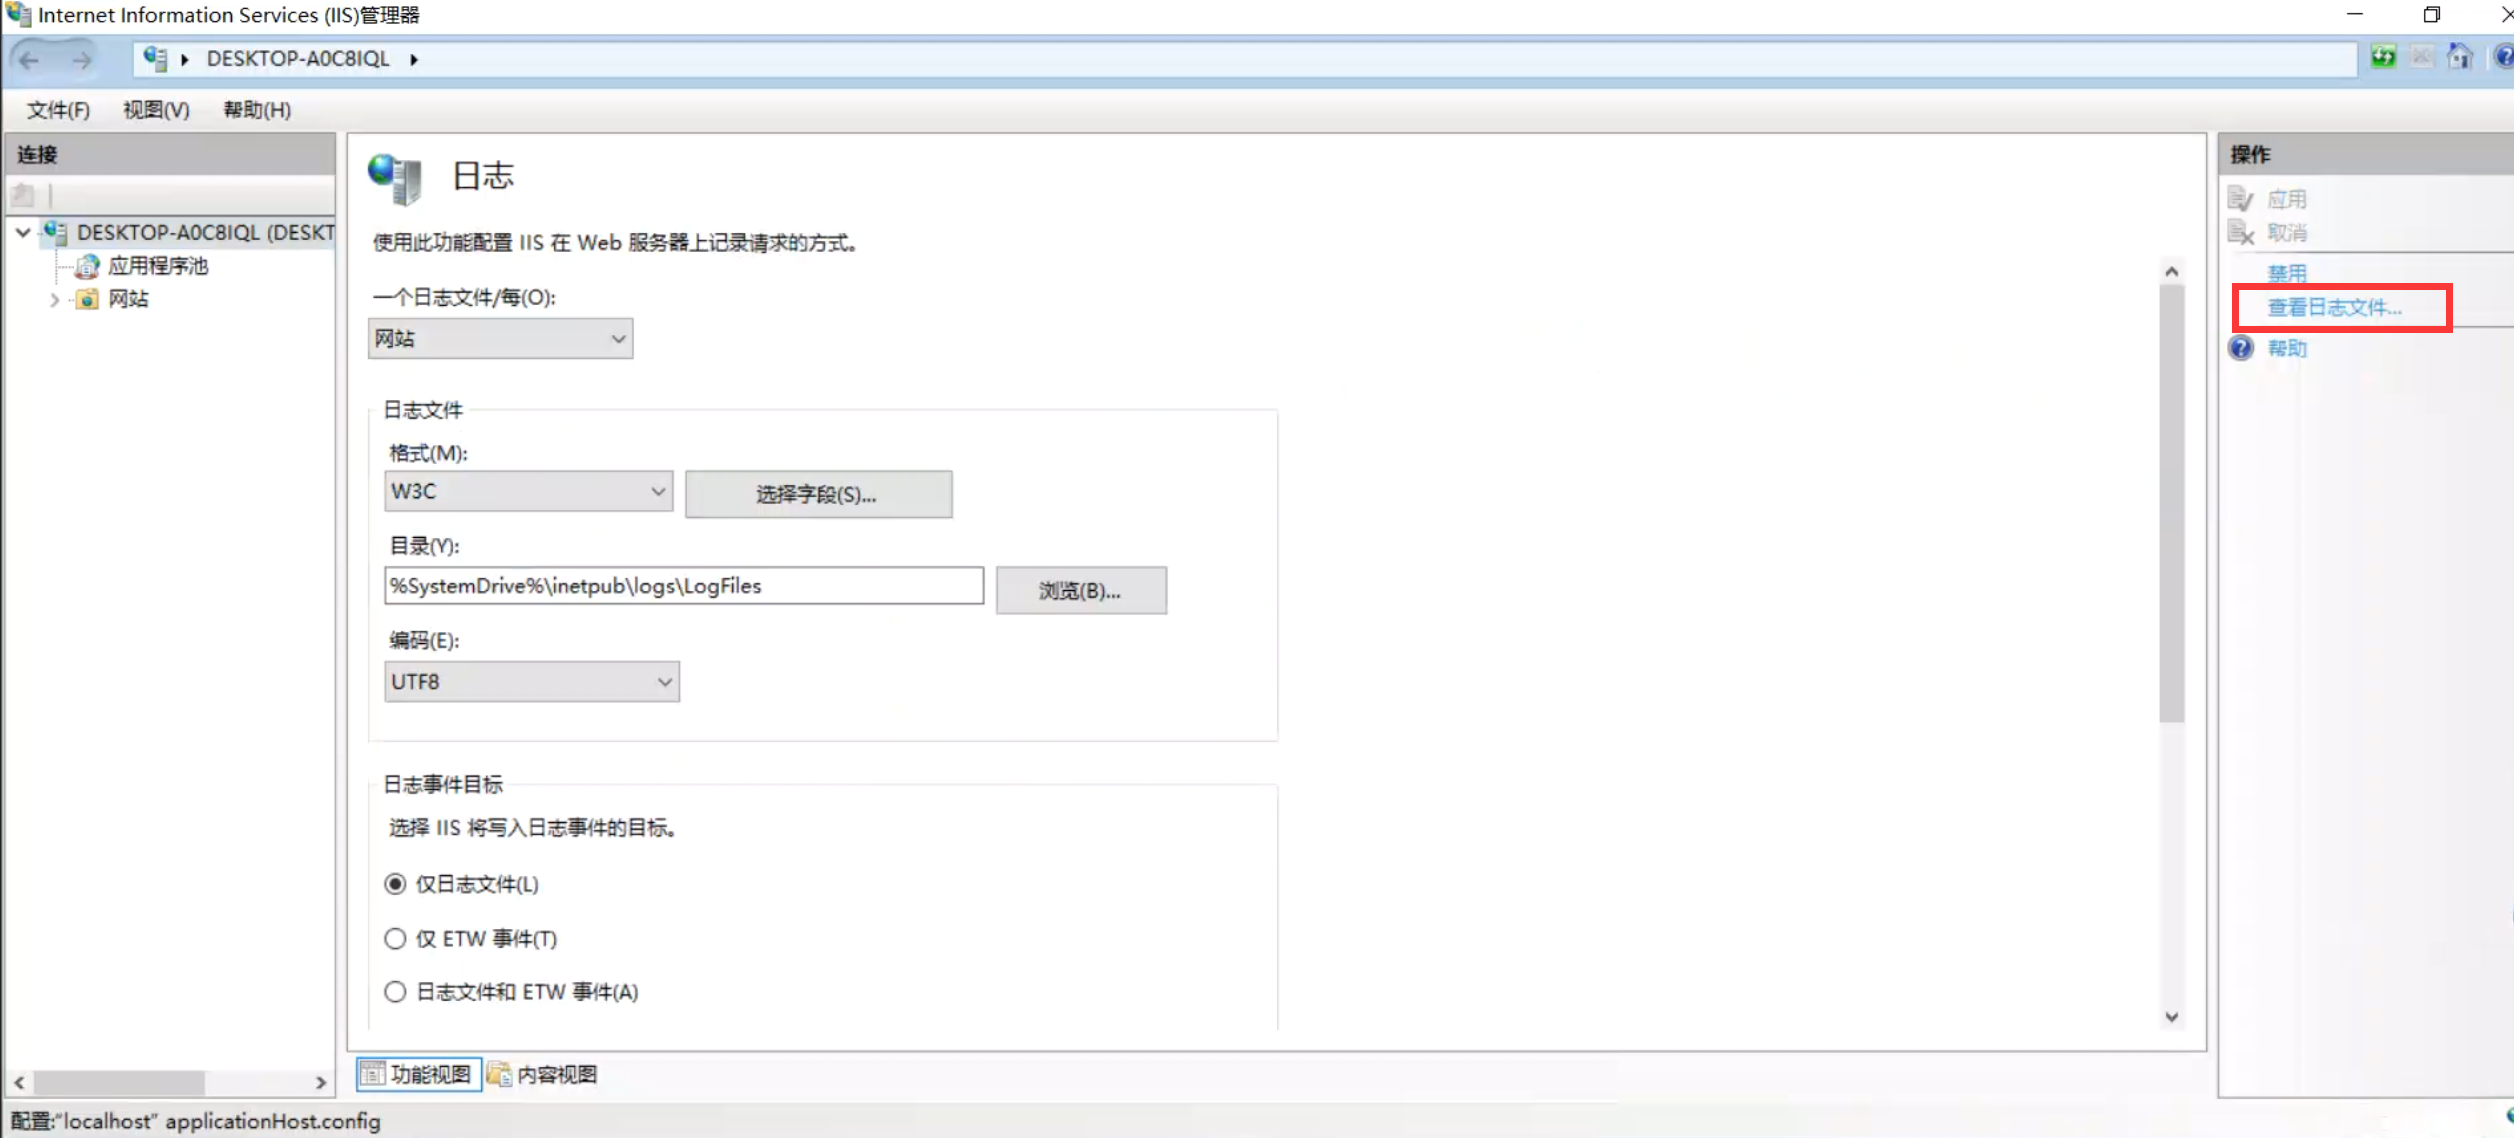 Internet Information Services (IIS)管理器
DESKTOP-A0C8IQL
文件(F) 视图(V) 帮助(H)
连接
DESKTOP-A0C8IQL (DESKT
应用程序池
网站
日志
使用此功能配置 IIS 在 Web 服务器上记录请求的方式。
一个日志文件/每(O):
网站
日志文件
格式(M):
W3C
选择字段(S)...
目录(Y):
%SystemDrive%\inetpub\logs\LogFiles
浏览(B)...
编码(E):
UTF8
日志事件目标
选择 IIS 将写入日志事件的目标。
仅日志文件(L)
仅 ETW 事件(T)
日志文件和 ETW 事件(A)
功能视图 内容视图
操作
应用
取消
禁用
查看日志文件...
帮助
配置:"localhost" applicationHost.config